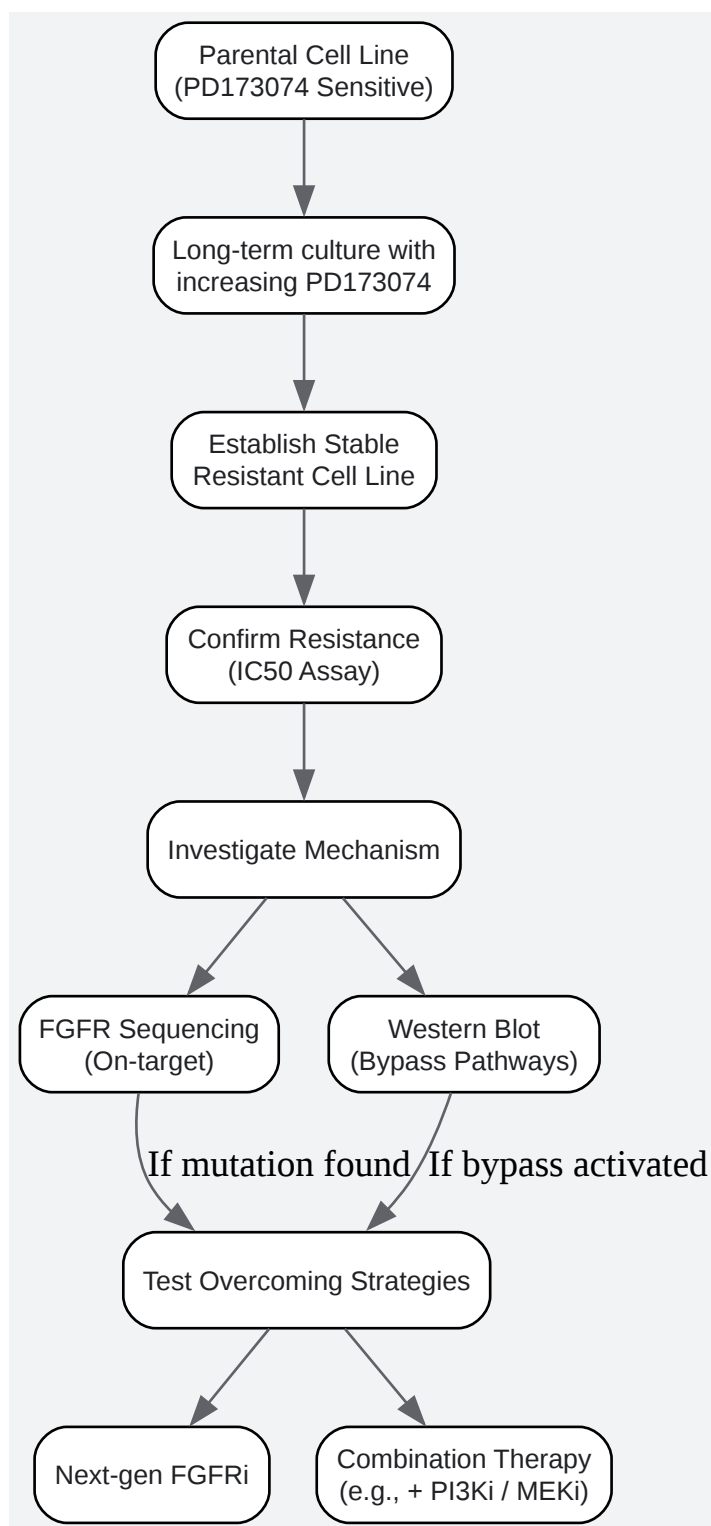 Parental Cell Line
(PD173074 Sensitive)
Long-term culture with
increasing PD173074
Establish Stable
Resistant Cell Line
Confirm Resistance
(IC50 Assay)
Investigate Mechanism
FGFR Sequencing
(On-target)
Western Blot
(Bypass Pathways)
If mutation found
If bypass activated
Test Overcoming Strategies
Next-gen FGFRi
Combination Therapy
(e.g., + PI3Ki / MEKi)